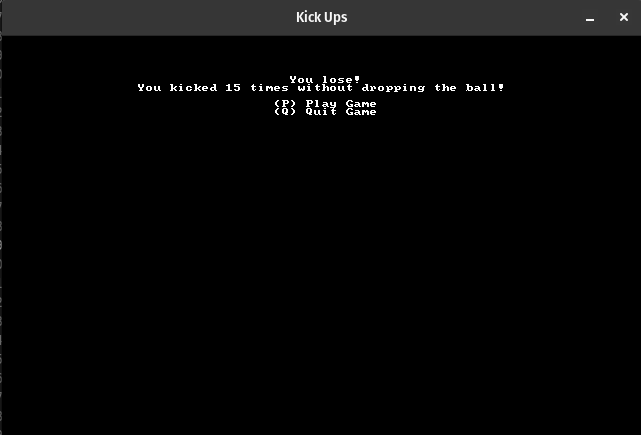 Kick Ups
You lose!
You kicked 15 times without dropping the ball!
(P) Play Game
(Q) Quit Game